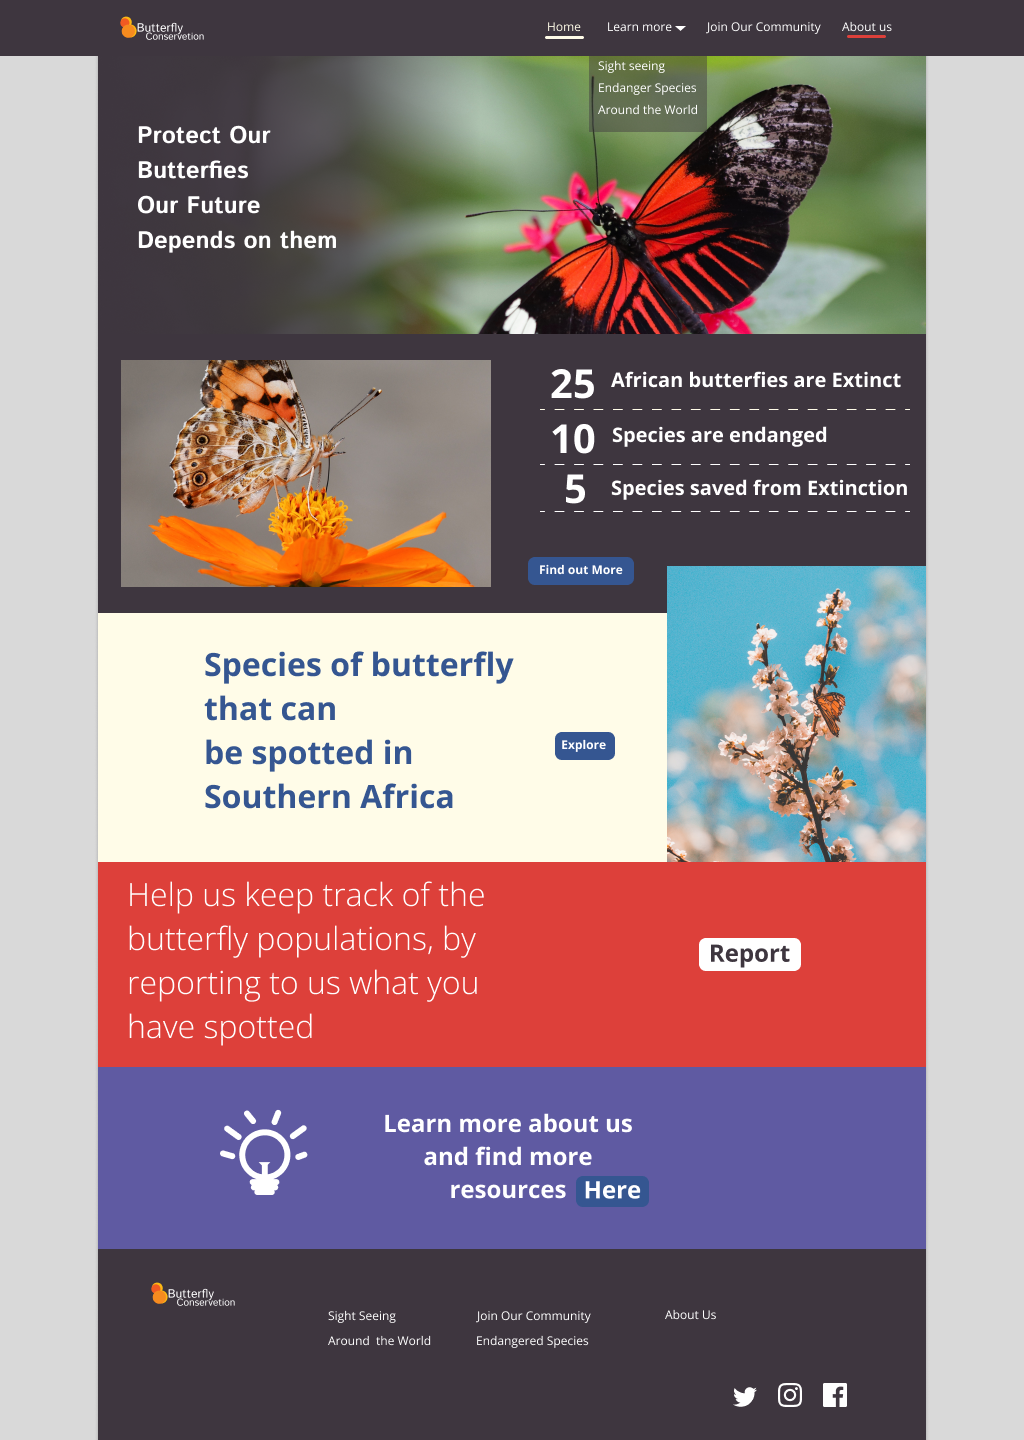 Butterfly
Conservetion
Home
Learn more
Join Our Community
About us
Sight seeing
Endanger Species
Around the World
Protect Our
Butterfies
Our Future
Depends on them
25 African butterfies are Extinct
10 Species are endanged
5 Species saved from Extinction
Find out More
Species of butterfly
that can
be spotted in
Southern Africa
Explore
Help us keep track of the
butterfly populations, by
reporting to us what you
have spotted
Report
Learn more about us
and find more
resources Here
Butterfly
Conservetion
Sight Seeing
Join Our Community
About Us
Around the World
Endangered Species